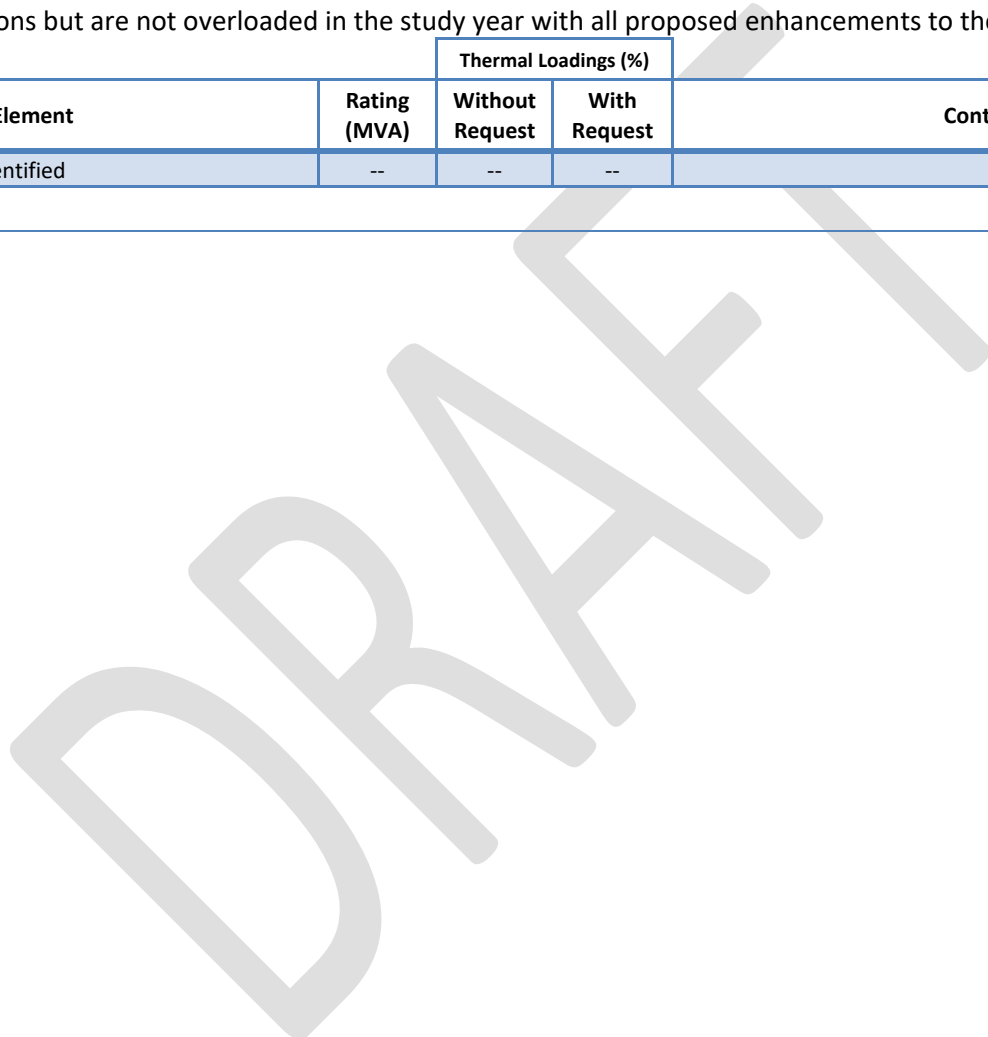 ons but are not overloaded in the study year with all proposed enhancements to the
Thermal Loadings (%)
Element Rating (MVA) Without Request With Request Cont
entified -- -- --
DRAFT